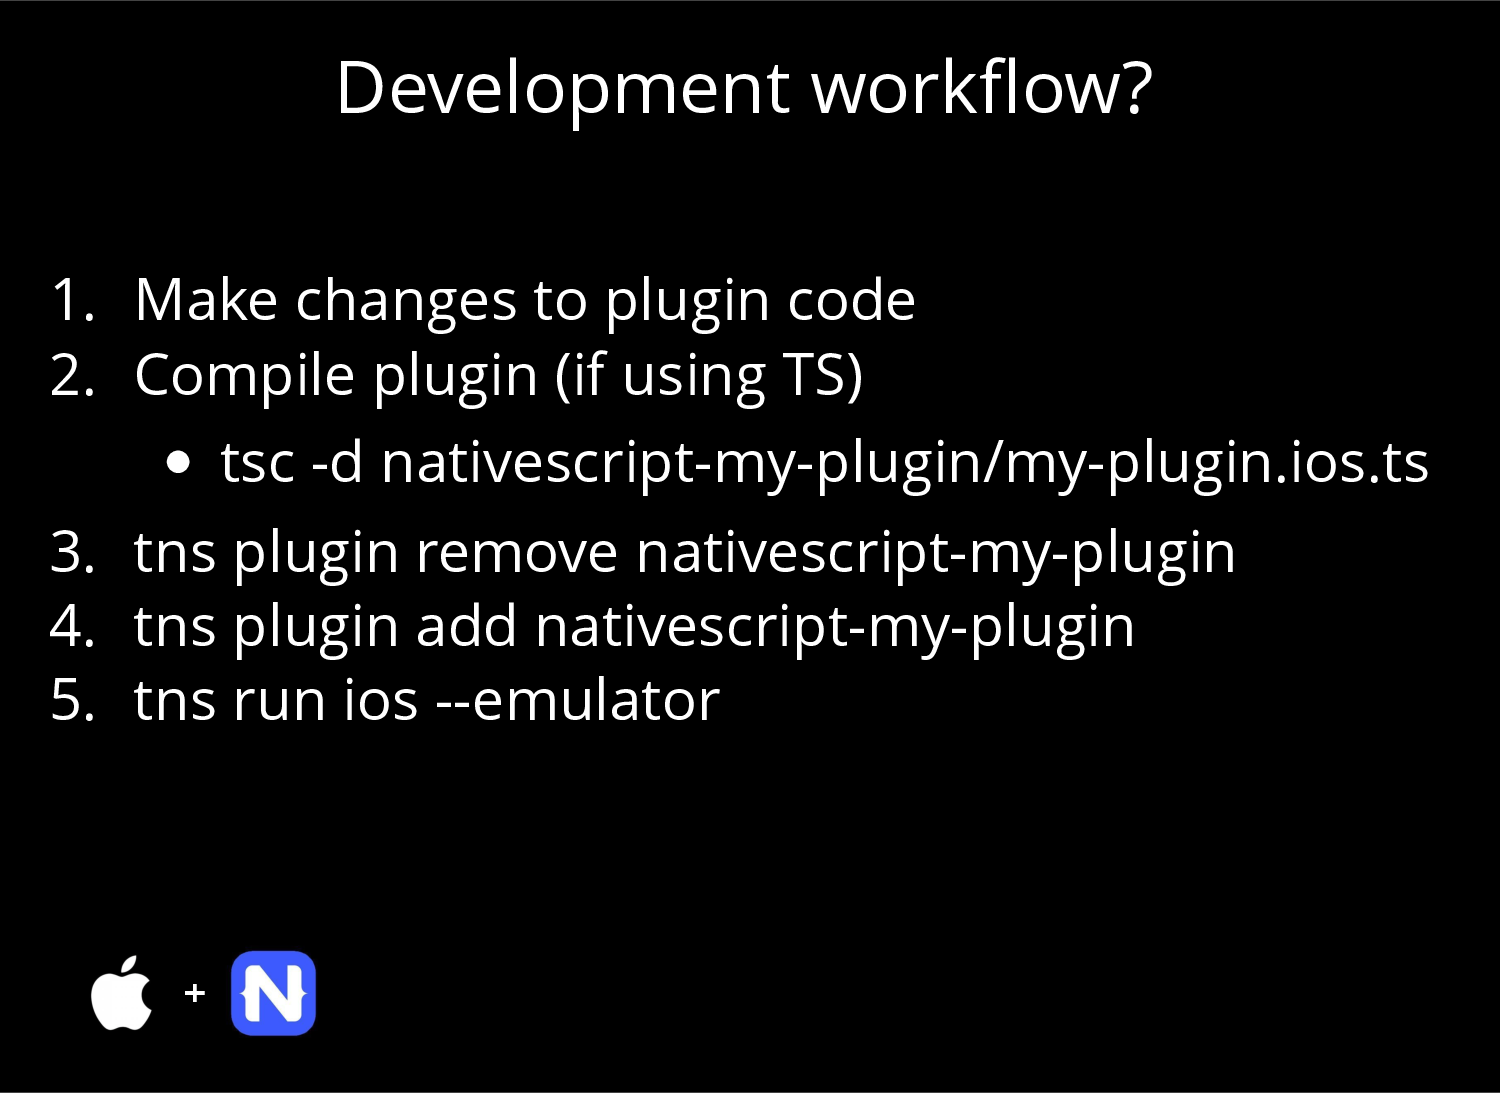 Development workflow?
1. Make changes to plugin code
2. Compile plugin (if using TS)
• tsc -d nativescript-my-plugin/my-plugin.ios.ts
3. tns plugin remove nativescript-my-plugin
4. tns plugin add nativescript-my-plugin
5. tns run ios --emulator
+ N